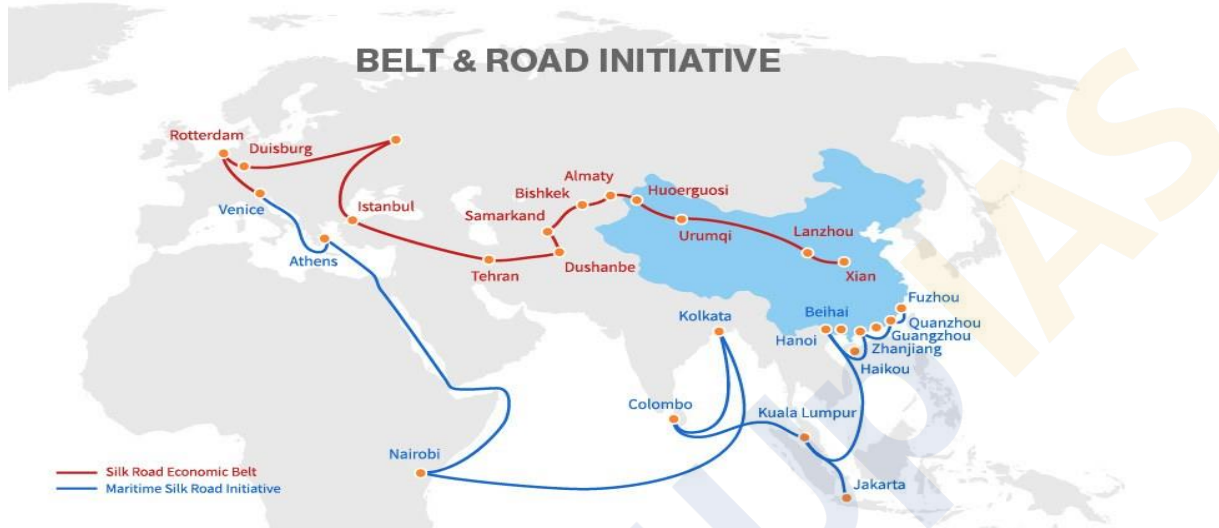 BELT & ROAD INITIATIVE
Rotterdam
Duisburg
Venice
Istanbul
Athens
Almaty
Bishkek
Huoerguosi
Samarkand
Urumqi
Lanzhou
Tehran
Dushanbe
Xian
Fuzhou
Kolkata
Beihai
Quanzhou
Hanoi
Guangzhou
Zhanjiang
Haikou
Colombo
Kuala Lumpur
Nairobi
Jakarta
Silk Road Economic Belt
Maritime Silk Road Initiative
UpIAS